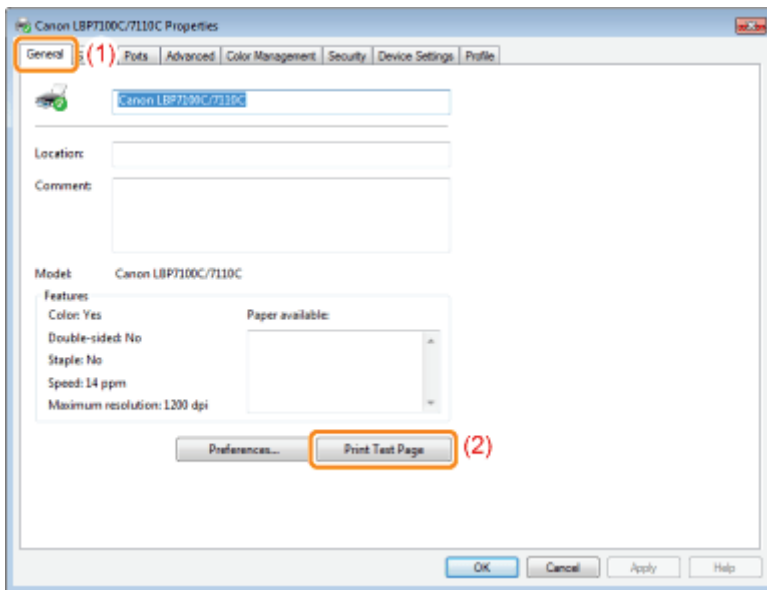 Canon LBP7100C/7110C Properties
General (1) Ports Advanced Color Management Security Device Settings Profile
Canon LBP7100C/7110C
Location:
Comment:
Model: Canon LBP7100C/7110C
Features
Color: Yes Paper available:
Double-sided: No
Staple: No
Speed: 14 ppm
Maximum resolution: 1200 dpi
Preferences... Print Test Page (2)
OK Cancel Apply Help